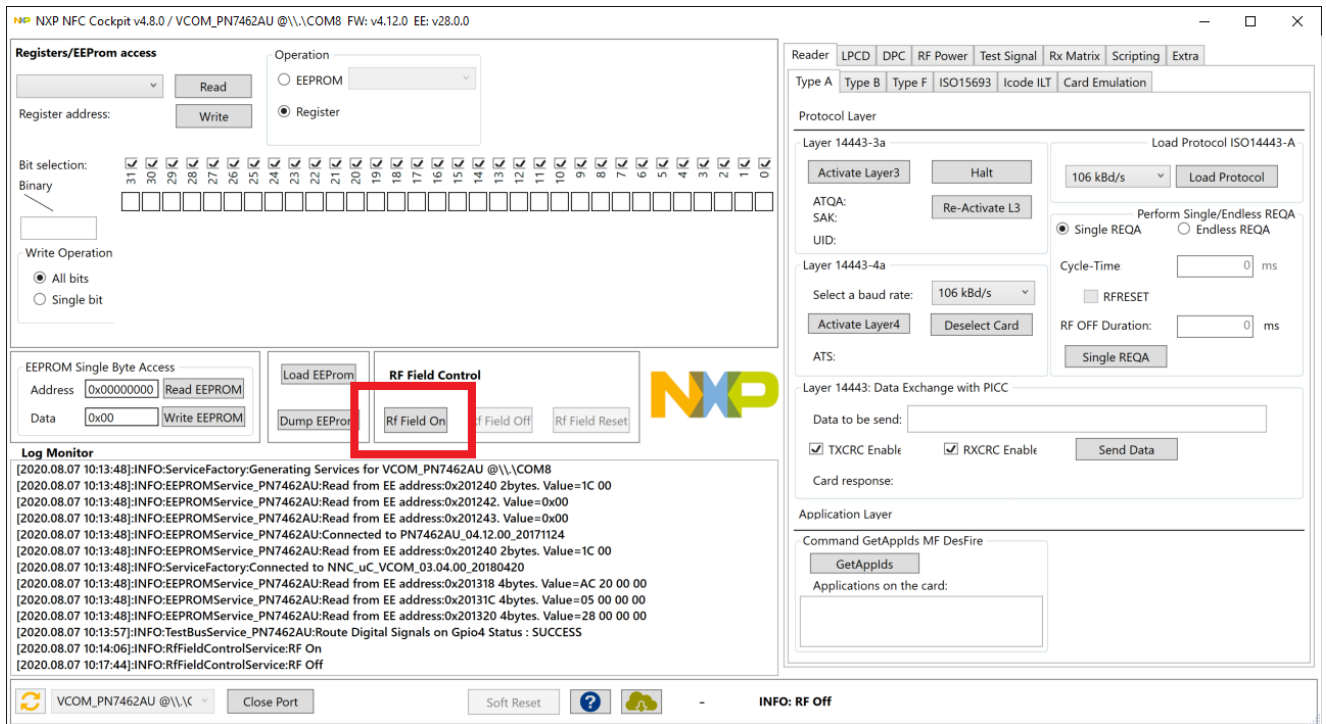 NXP NFC Cockpit v4.8.0 / VCOM_PN7462AU @\\.\COM8 FW: v4.12.0 EE: v28.0.0
Registers/EEProm access
Read
Register address:
Write
Operation
EEPROM
Register
Bit selection:
31 30 29 28 27 26 25 24 23 22 21 20 19 18 17 16 15 14 13 12 11 10 9 8 7 6 5 4 3 2 1 0
Binary
Write Operation
All bits
Single bit
EEPROM Single Byte Access
Address 0x00000000 Read EEPROM
Data 0x00 Write EEPROM
Load EEProm
Dump EEProm
RF Field Control
Rf Field On Rf Field Off Rf Field Reset
NXP
Log Monitor
[2020.08.07 10:13:48]:INFO:ServiceFactory:Generating Services for VCOM_PN7462AU @\\.\COM8
[2020.08.07 10:13:48]:INFO:EEPROMService_PN7462AU:Read from EE address:0x201240 2bytes. Value=1C 00
[2020.08.07 10:13:48]:INFO:EEPROMService_PN7462AU:Read from EE address:0x201242. Value=0x00
[2020.08.07 10:13:48]:INFO:EEPROMService_PN7462AU:Read from EE address:0x201243. Value=0x00
[2020.08.07 10:13:48]:INFO:EEPROMService_PN7462AU:Connected to PN7462AU_04.12.00_20171124
[2020.08.07 10:13:48]:INFO:EEPROMService_PN7462AU:Read from EE address:0x201240 2bytes. Value=1C 00
[2020.08.07 10:13:48]:INFO:ServiceFactory:Connected to NNC_uC_VCOM_03.04.00_20180420
[2020.08.07 10:13:48]:INFO:EEPROMService_PN7462AU:Read from EE address:0x201318 4bytes. Value=AC 20 00 00
[2020.08.07 10:13:48]:INFO:EEPROMService_PN7462AU:Read from EE address:0x20131C 4bytes. Value=05 00 00 00
[2020.08.07 10:13:48]:INFO:EEPROMService_PN7462AU:Read from EE address:0x201320 4bytes. Value=28 00 00 00
[2020.08.07 10:13:57]:INFO:TestBusService_PN7462AU:Route Digital Signals on Gpio4 Status : SUCCESS
[2020.08.07 10:14:06]:INFO:RfFieldControlService:RF On
[2020.08.07 10:17:44]:INFO:RfFieldControlService:RF Off
Reader LPCD DPC RF Power Test Signal Rx Matrix Scripting Extra
Type A Type B Type F ISO15693 Icode ILT Card Emulation
Protocol Layer
Layer 14443-3a
Activate Layer3 Halt
ATQA:
Re-Activate L3
SAK:
UID:
Load Protocol ISO14443-A
106 kBd/s Load Protocol
Perform Single/Endless REQA
Single REQA Endless REQA
Cycle-Time 0 ms
RFRESET
RF OFF Duration: 0 ms
Single REQA
Layer 14443-4a
Select a baud rate: 106 kBd/s
Activate Layer4 Deselect Card
ATS:
Layer 14443: Data Exchange with PICC
Data to be send:
TXCRC Enable RXCRC Enable Send Data
Card response:
Application Layer
Command GetAppIds MF DesFire
GetAppIds
Applications on the card:
VCOM_PN7462AU @\\.\C Close Port Soft Reset ? - INFO: RF Off